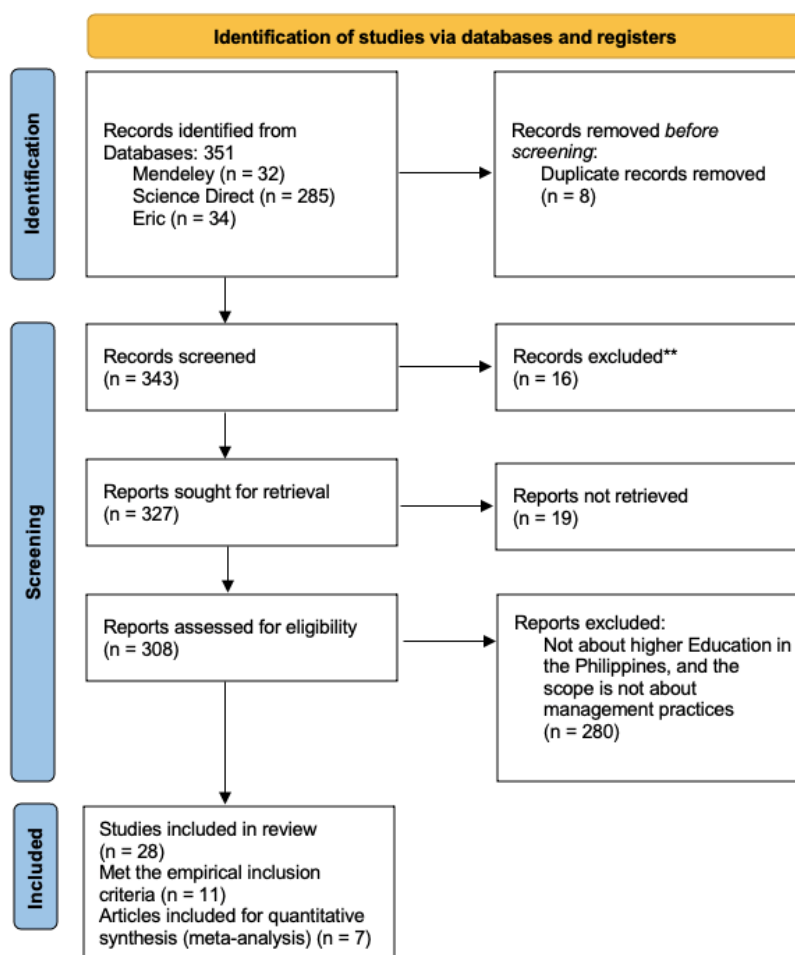 Identification of studies via databases and registers
Identification
Records identified from
Databases: 351
Mendeley (n = 32)
Science Direct (n = 285)
Eric (n = 34)
Records removed before
screening:
Duplicate records removed
(n = 8)
Screening
Records screened
(n = 343)
Records excluded**
(n = 16)
Reports sought for retrieval
(n = 327)
Reports not retrieved
(n = 19)
Reports assessed for eligibility
(n = 308)
Reports excluded:
Not about higher Education in
the Philippines, and the
scope is not about
management practices
(n = 280)
Included
Studies included in review
(n = 28)
Met the empirical inclusion
criteria (n = 11)
Articles included for quantitative
synthesis (meta-analysis) (n = 7)